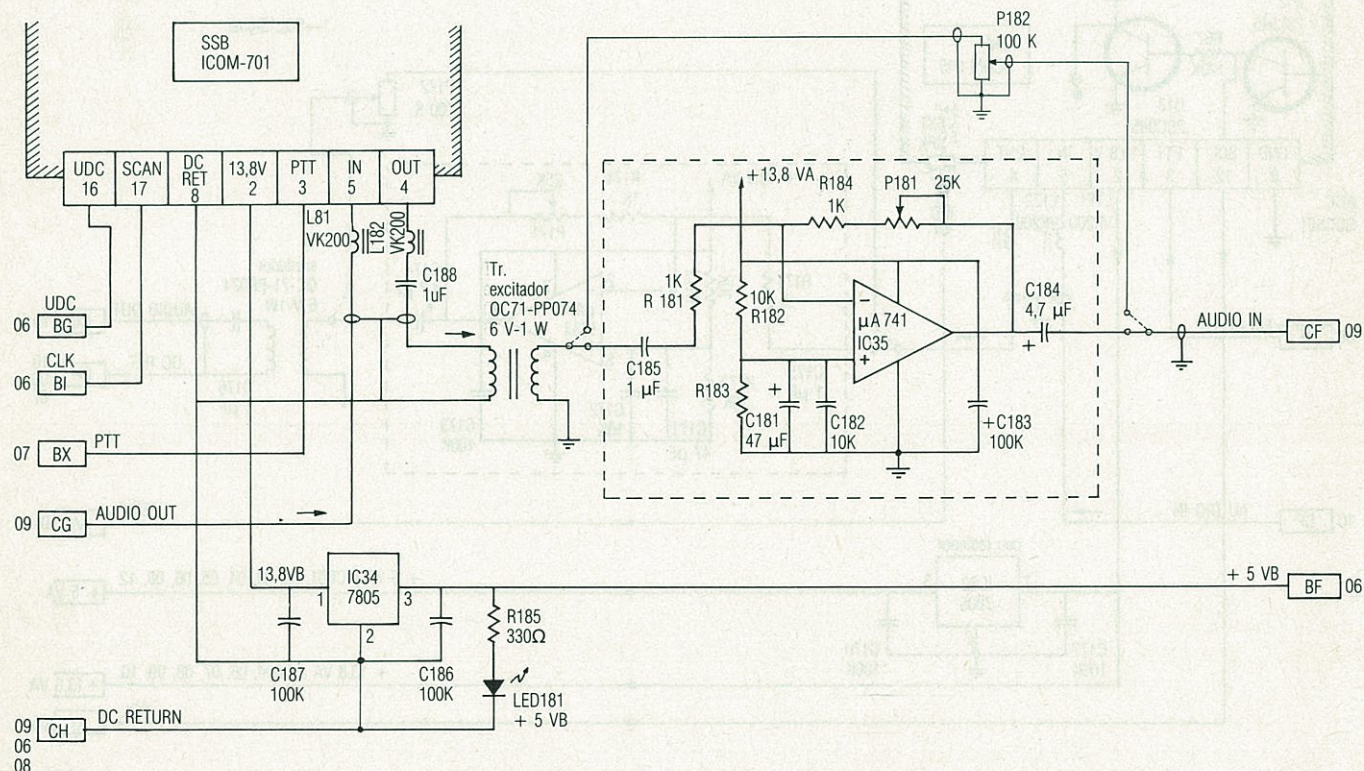 SSB
ICOM-701
P182
100 K
UDC
16
SCAN
17
DC
RET
8
13,8V
2
PTT
3
IN
5
OUT
4
L81
VK200
L182
VK200
C188
1uF
Tr.
excitador
OC71-PP074
6 V-1 W
+13,8 VA
R184
1K
P181
25K
1K
R 181
10K
R182
C185
1 µF
−
µA 741
IC35
+
C184
4,7 µF
+
AUDIO IN
CF 09
R183
+
C181
47 µF
C182
10K
+C183
100K
UDC
06 BG
CLK
06 BI
07 BX PTT
09 CG AUDIO OUT
13,8VB
1
IC34
7805
3
2
+ 5 VB
BF 06
R185
330Ω
C187
100K
C186
100K
LED181
+ 5 VB
09 CH DC RETURN
06
08